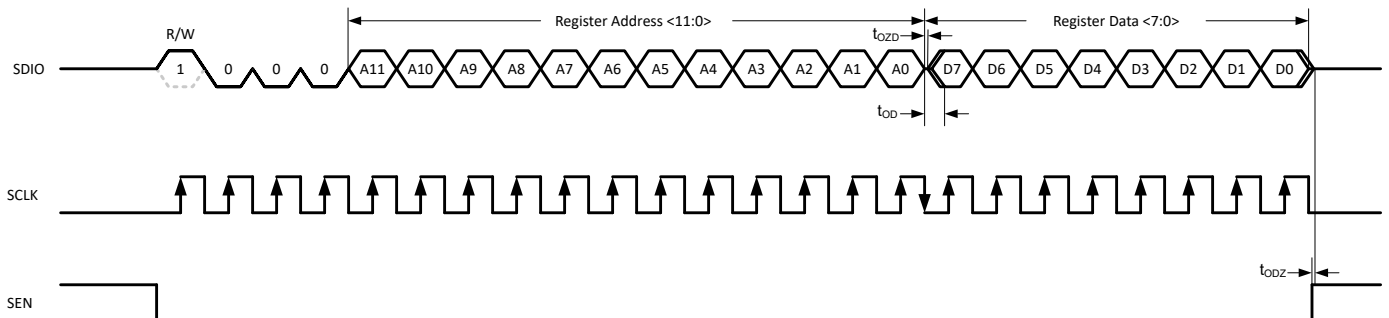 Register Address <11:0> Register Data <7:0>
R/W
tOZD
SDIO 1 0 0 0 A11 A10 A9 A8 A7 A6 A5 A4 A3 A2 A1 A0 D7 D6 D5 D4 D3 D2 D1 D0
tOD
SCLK
tODZ
SEN